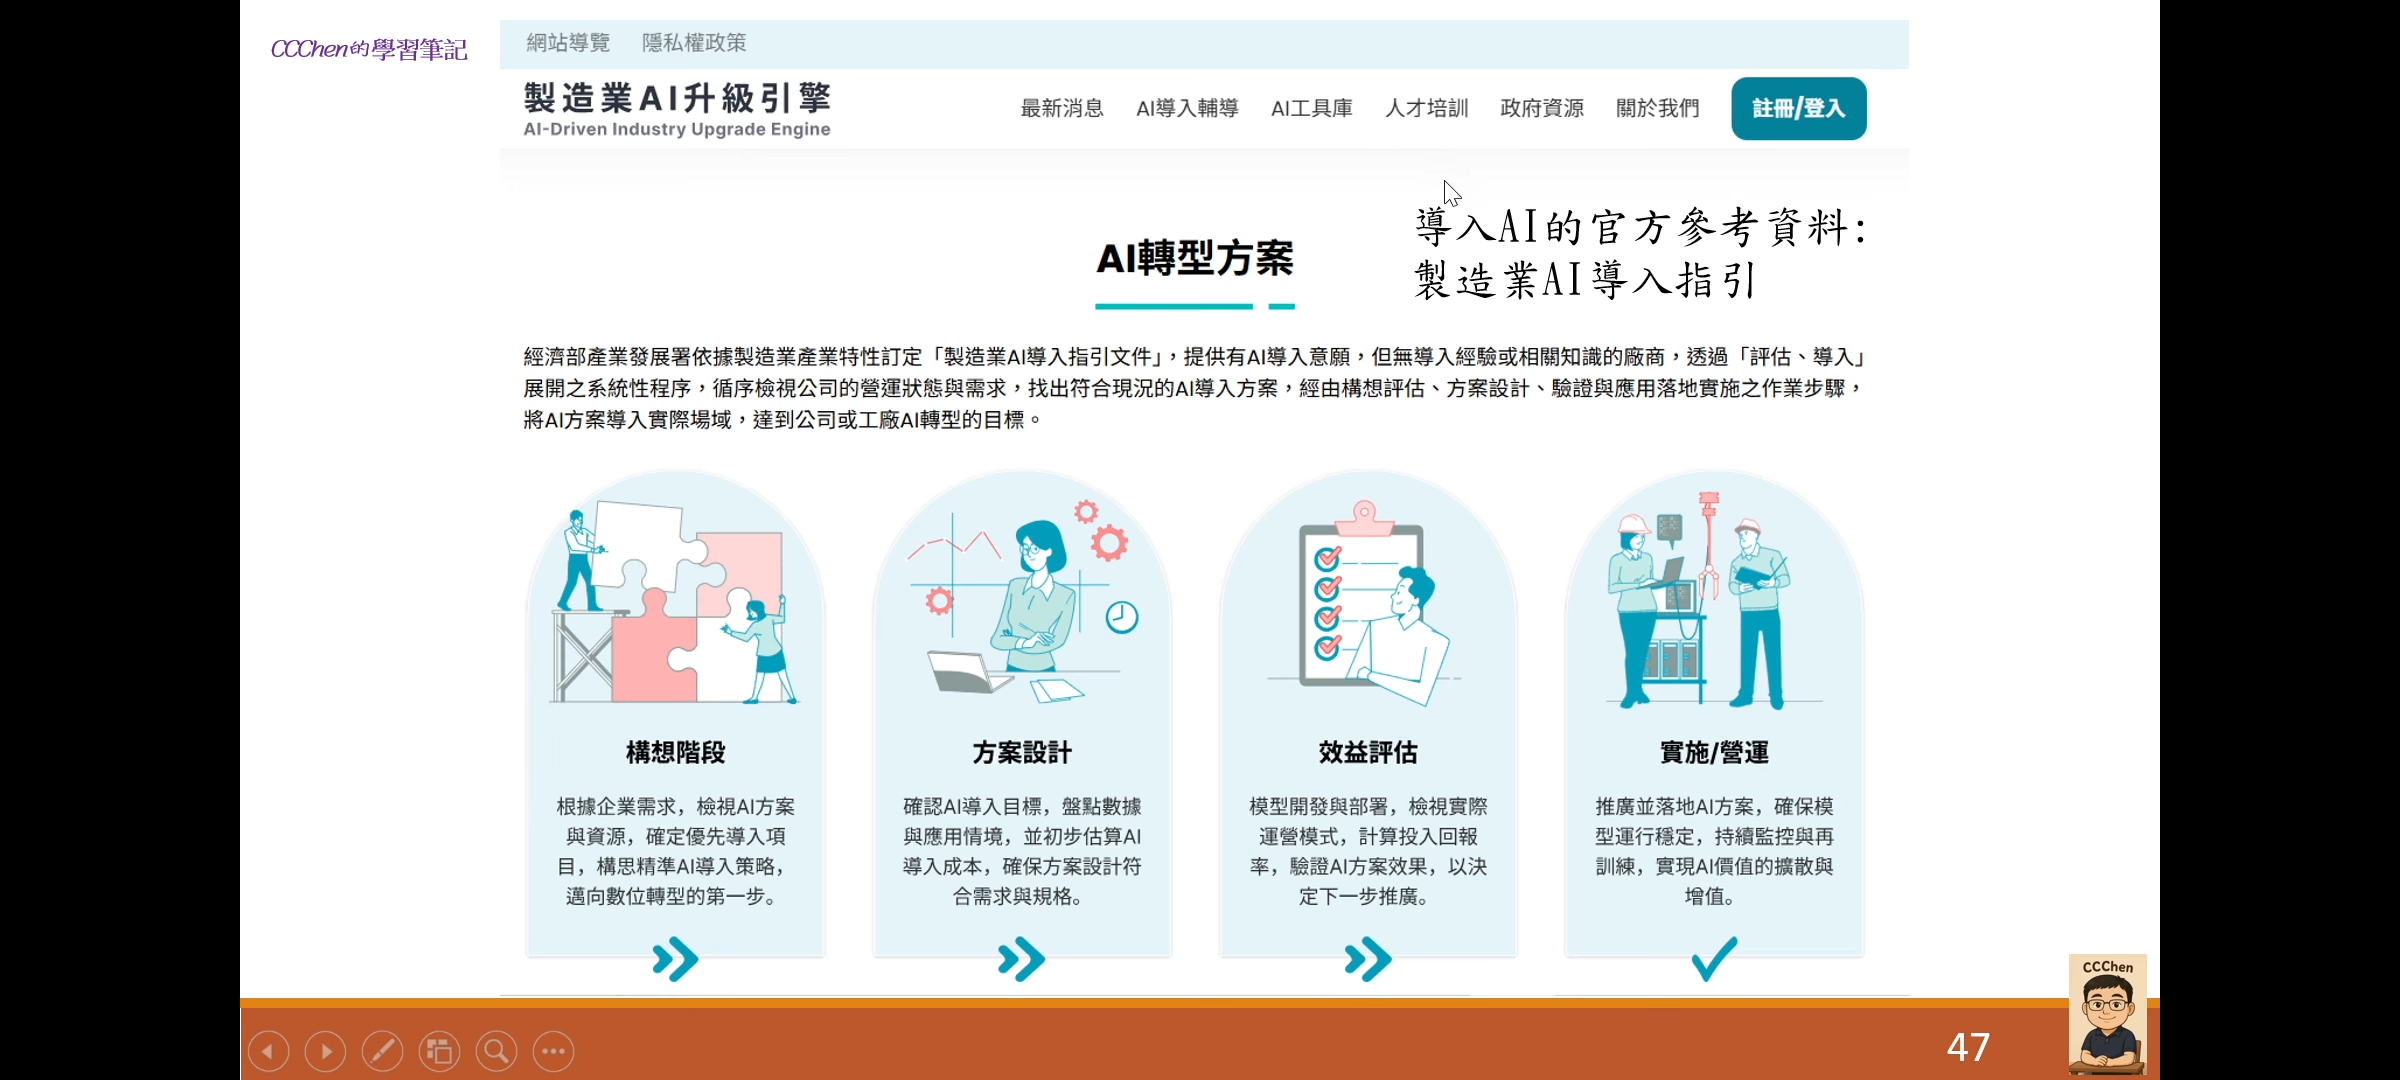 CCChen的學習筆記
網站導覽 隱私權政策
製造業AI升級引擎
AI-Driven Industry Upgrade Engine
最新消息 AI導入輔導 AI工具庫 人才培訓 政府資源 關於我們 註冊/登入
導入AI的官方參考資料:
製造業AI導入指引
AI轉型方案
經濟部產業發展署依據製造業產業特性訂定「製造業AI導入指引文件」，提供有AI導入意願，但無導入經驗或相關知識的廠商，透過「評估、導入」
展開之系統性程序，循序檢視公司的營運狀態與需求，找出符合現況的AI導入方案，經由構想評估、方案設計、驗證與應用落地實施之作業步驟，
將AI方案導入實際場域，達到公司或工廠AI轉型的目標。
構想階段
根據企業需求，檢視AI方案
與資源，確定優先導入項
目，構思精準AI導入策略，
邁向數位轉型的第一步。
方案設計
確認AI導入目標，盤點數據
與應用情境，並初步估算AI
導入成本，確保方案設計符
合需求與規格。
效益評估
模型開發與部署，檢視實際
運營模式，計算投入回報
率，驗證AI方案效果，以決
定下一步推廣。
實施/營運
推廣並落地AI方案，確保模
型運行穩定，持續監控與再
訓練，實現AI價值的擴散與
增值。
CCChen
47